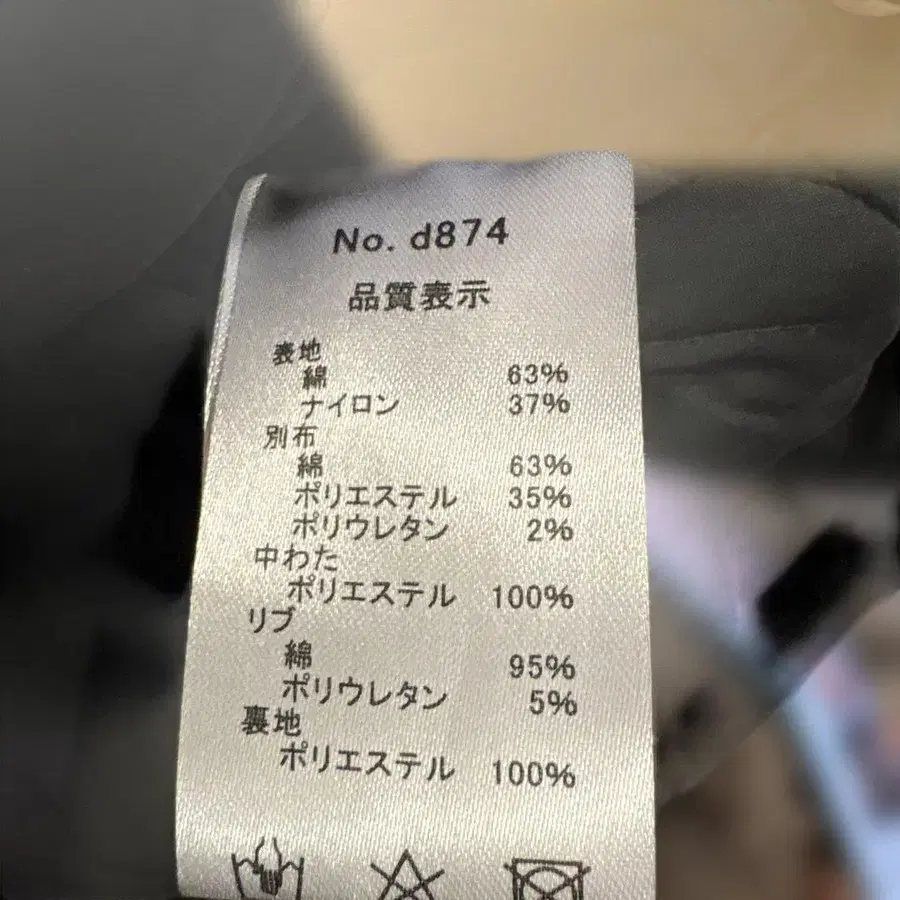 No. d874
品質表示
表地
綿 63%
ナイロン 37%
別布
綿 63%
ポリエステル 35%
ポリウレタン 2%
中わた
ポリエステル 100%
リブ
綿 95%
ポリウレタン 5%
裏地
ポリエステル 100%